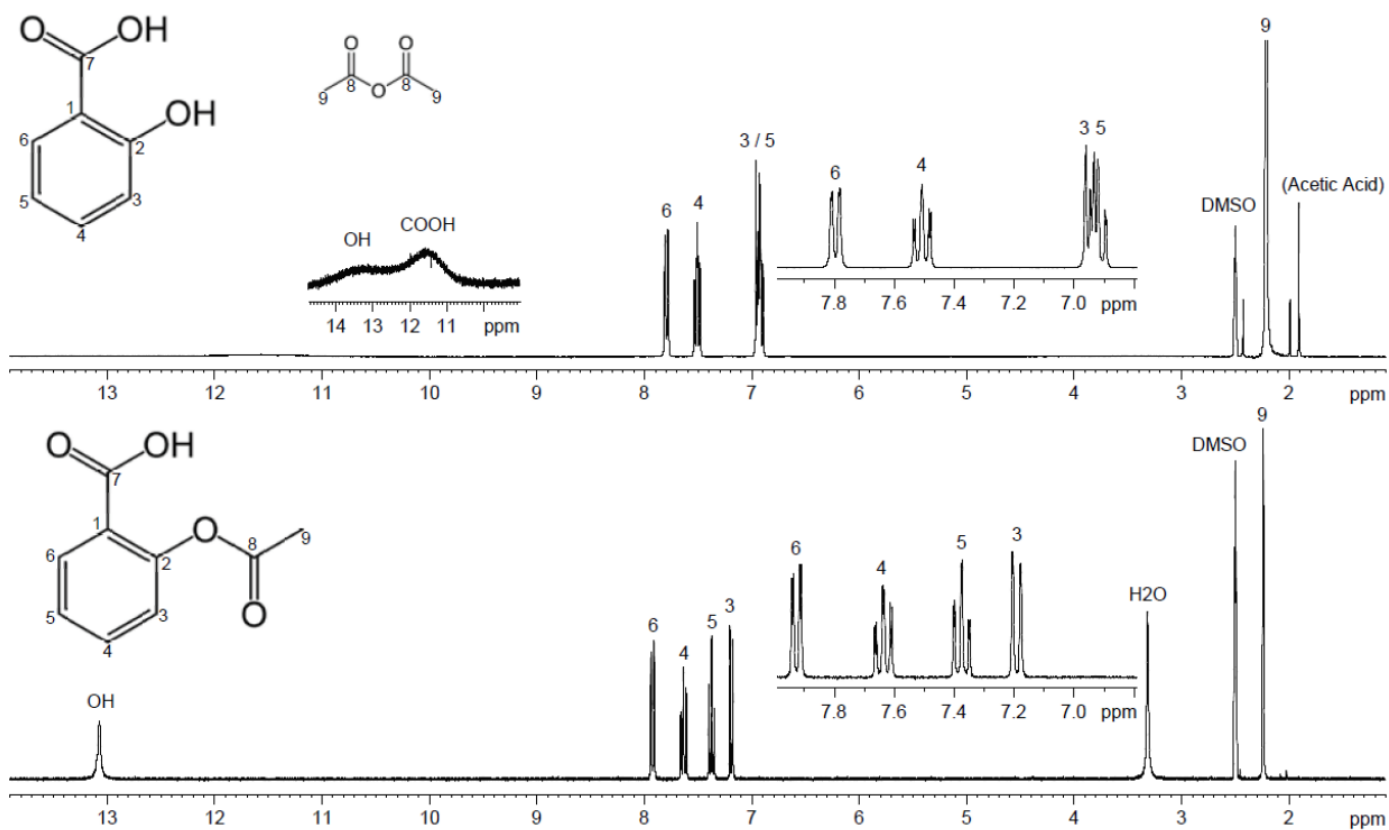 O OH
7
1
OH
2
6
5
3
4
O O
8 8
O
9 9
OH
COOH
14 13 12 11 ppm
6
4
3 / 5
6
4
3 5
7.8 7.6 7.4 7.2 7.0 ppm
DMSO
9
(Acetic Acid)
13 12 11 10 9 8 7 6 5 4 3 2 ppm
O OH
7
1
O
2
8
9
6
5
3
4
O
OH
6
4
5
3
6
4
5
3
7.8 7.6 7.4 7.2 7.0 ppm
H2O
DMSO
9
13 12 11 10 9 8 7 6 5 4 3 2 ppm